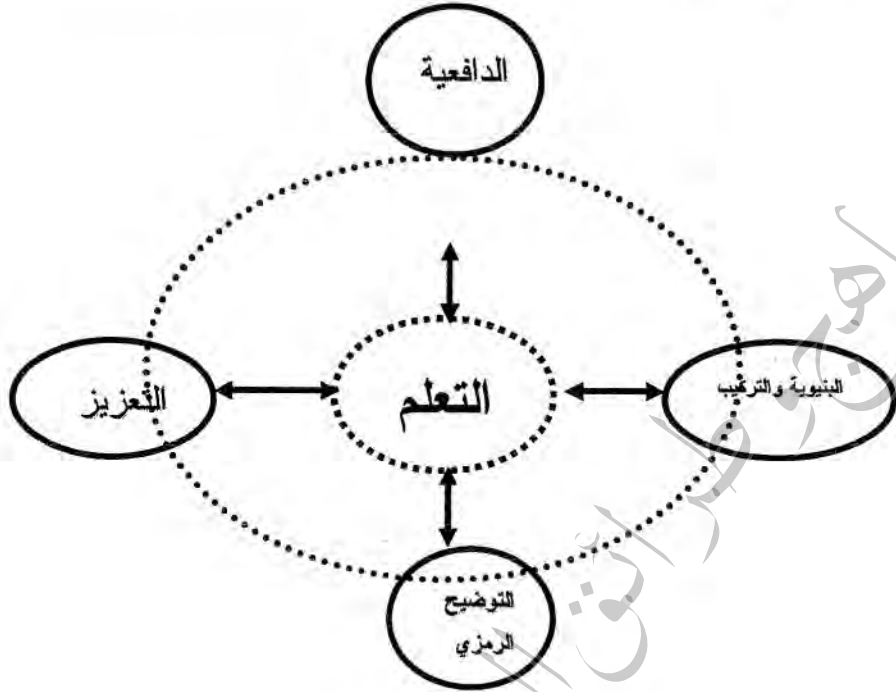 الدافعية
البنيوية والتركيب
التعلم
التعزيز
التوضيح
الرمزي